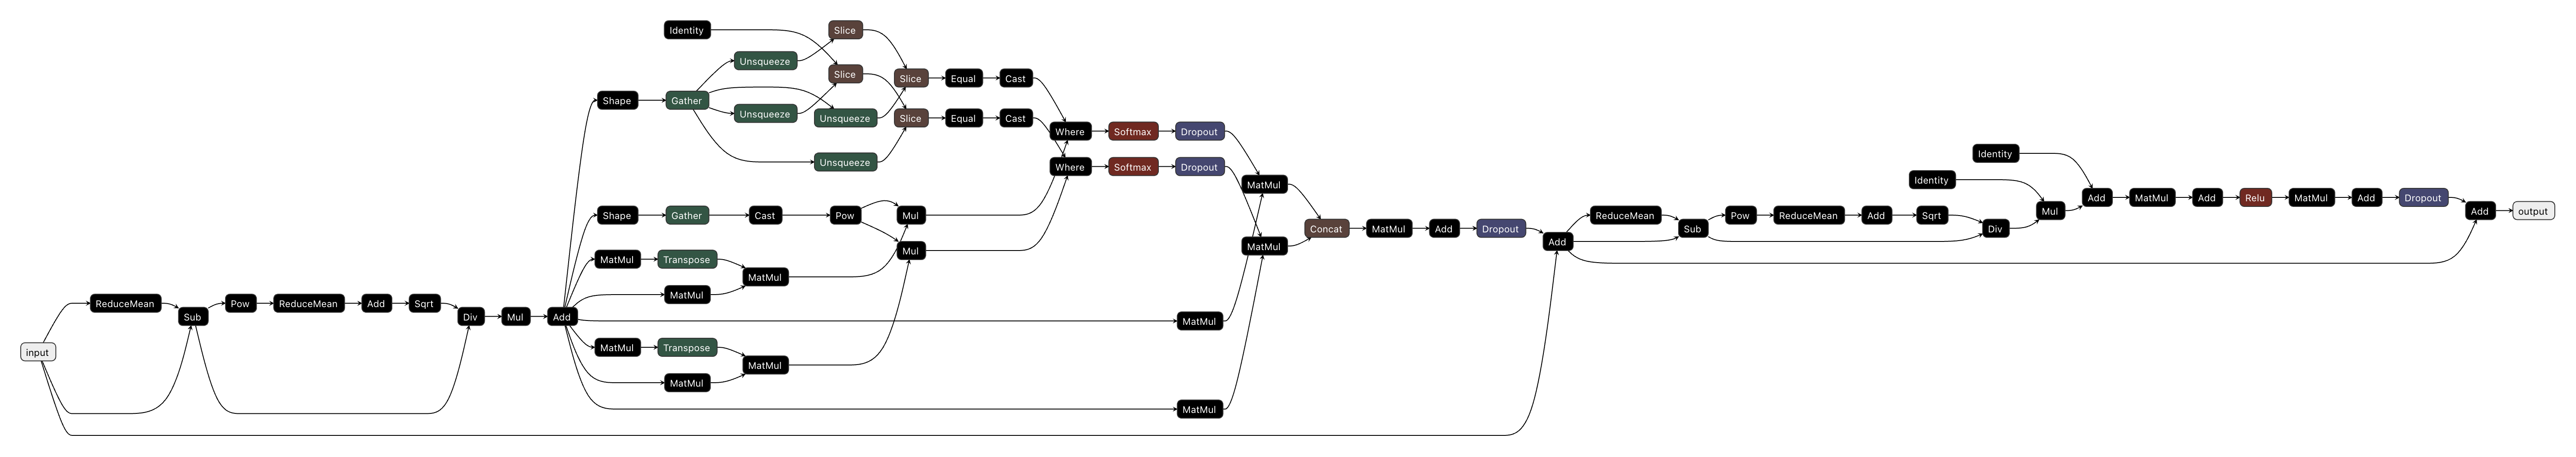 Identity
Slice
Unsqueeze
Slice
Slice
Equal
Cast
Shape
Gather
Unsqueeze
Unsqueeze
Slice
Equal
Cast
Where
Softmax
Dropout
Unsqueeze
Where
Softmax
Dropout
MatMul
Identity
Identity
Shape
Gather
Cast
Pow
Mul
Mul
MatMul
Concat
MatMul
Add
Dropout
Add
ReduceMean
Sub
Pow
ReduceMean
Add
Sqrt
Div
Mul
Add
MatMul
Add
Relu
MatMul
Add
Dropout
Add
output
MatMul
Transpose
MatMul
MatMul
input
ReduceMean
Sub
Pow
ReduceMean
Add
Sqrt
Div
Mul
Add
MatMul
MatMul
Transpose
MatMul
MatMul
MatMul